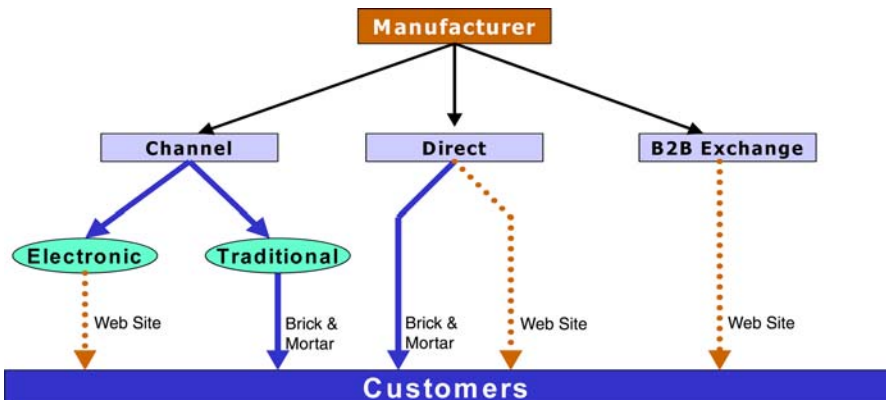 Manufacturer
Channel
Direct
B2B Exchange
Electronic
Traditional
Web Site
Brick &
Mortar
Brick &
Mortar
Web Site
Web Site
Customers